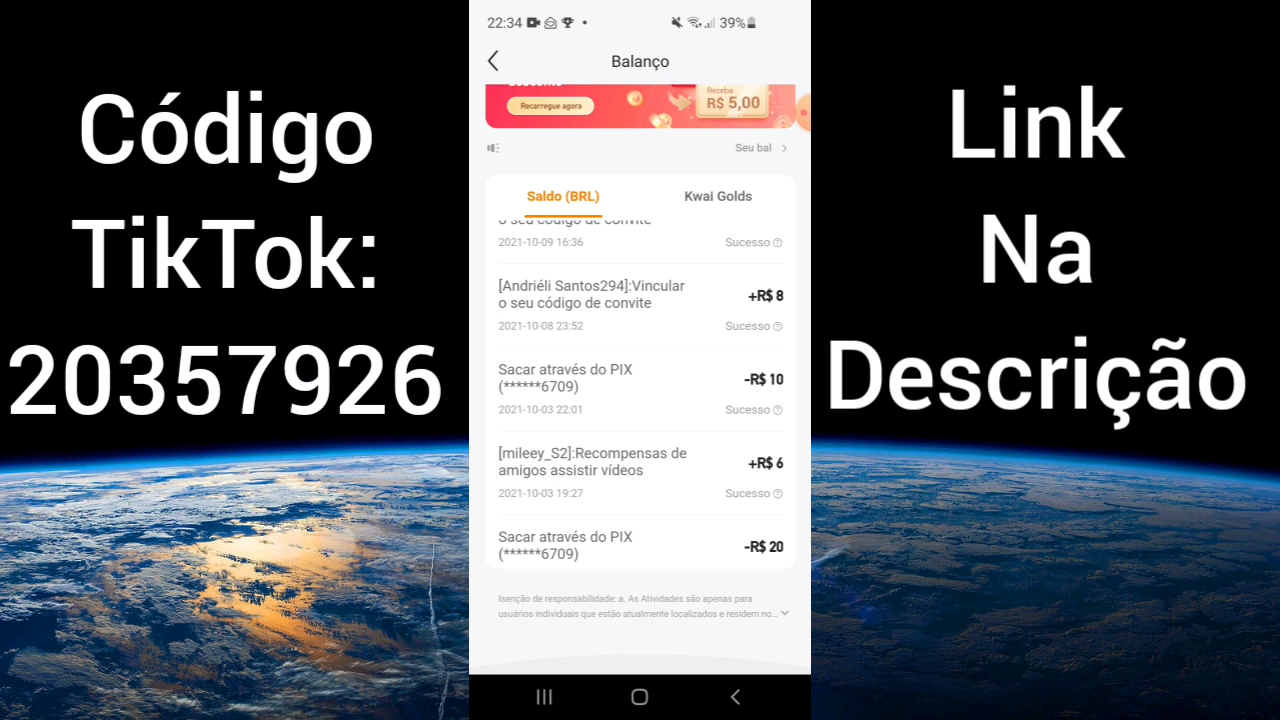 Código
TikTok:
20357926
22:34
39%
Balanço
Recarregue agora
Receba
R$ 5,00
Seu bal
Saldo (BRL)
Kwai Golds
o seu código de convite
2021-10-09 16:36
Sucesso
[Andriéli Santos294]:Vincular
o seu código de convite
+R$ 8
2021-10-08 23:52
Sucesso
Sacar através do PIX
(******6709)
-R$ 10
2021-10-03 22:01
Sucesso
[mileey_S2]:Recompensas de
amigos assistir vídeos
+R$ 6
2021-10-03 19:27
Sucesso
Sacar através do PIX
(******6709)
-R$ 20
Isenção de responsabilidade: a. As Atividades são apenas para
usuários individuais que estão atualmente localizados e residem no...
Link
Na
Descrição